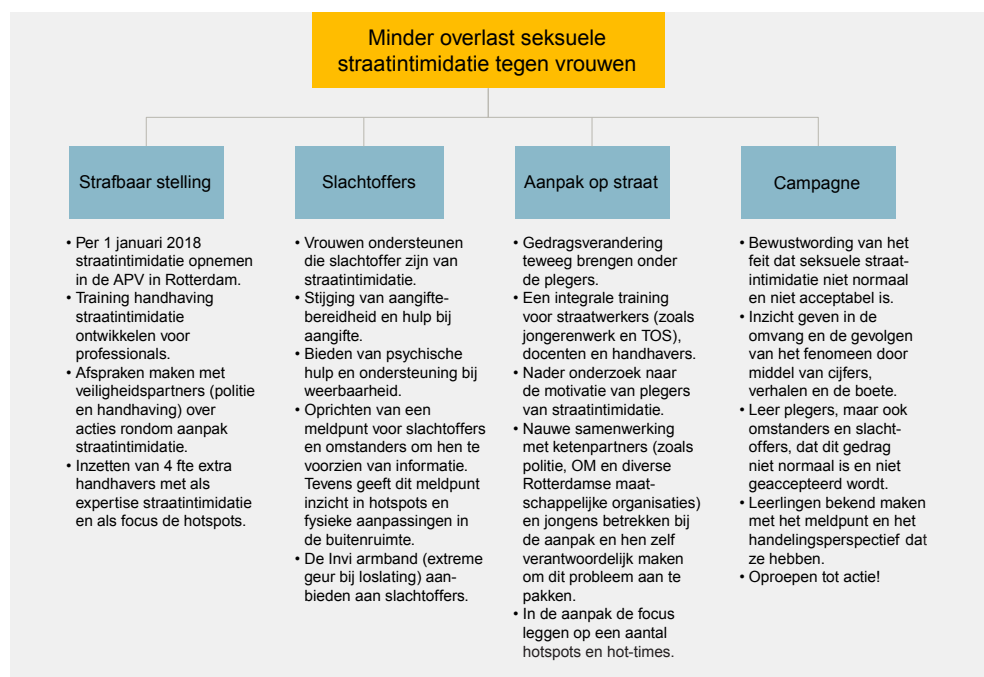 Minder overlast seksuele
straatintimidatie tegen vrouwen
Strafbaar stelling
• Per 1 januari 2018
straatintimidatie opnemen
in de APV in Rotterdam.
• Training handhaving
straatintimidatie
ontwikkelen voor
professionals.
• Afspraken maken met
veiligheidspartners (politie
en handhaving) over
acties rondom aanpak
straatintimidatie.
• Inzetten van 4 fte extra
handhavers met als
expertise straatintimidatie
en als focus de hotspots.
Slachtoffers
• Vrouwen ondersteunen
die slachtoffer zijn van
straatintimidatie.
• Stijging van aangifte-
bereidheid en hulp bij
aangifte.
• Bieden van psychische
hulp en ondersteuning bij
weerbaarheid.
• Oprichten van een
meldpunt voor slachtoffers
en omstanders om hen te
voorzien van informatie.
Tevens geeft dit meldpunt
inzicht in hotspots en
fysieke aanpassingen in
de buitenruimte.
• De Invi armband (extreme
geur bij loslating) aan-
bieden aan slachtoffers.
Aanpak op straat
• Gedragsverandering
teweeg brengen onder
de plegers.
• Een integrale training
voor straatwerkers (zoals
jongerenwerk en TOS),
docenten en handhavers.
• Nader onderzoek naar
de motivatie van plegers
van straatintimidatie.
• Nauwe samenwerking
met ketenpartners (zoals
politie, OM en diverse
Rotterdamse maat-
schappelijke organisaties)
en jongens betrekken bij
de aanpak en hen zelf
verantwoordelijk maken
om dit probleem aan te
pakken.
• In de aanpak de focus
leggen op een aantal
hotspots en hot-times.
Campagne
• Bewustwording van het
feit dat seksuele straat-
intimidatie niet normaal
en niet acceptabel is.
• Inzicht geven in de
omvang en de gevolgen
van het fenomeen door
middel van cijfers,
verhalen en de boete.
• Leer plegers, maar ook
omstanders en slacht-
offers, dat dit gedrag
niet normaal is en niet
geaccepteerd wordt.
• Leerlingen bekend maken
met het meldpunt en het
handelingsperspectief dat
ze hebben.
• Oproepen tot actie!